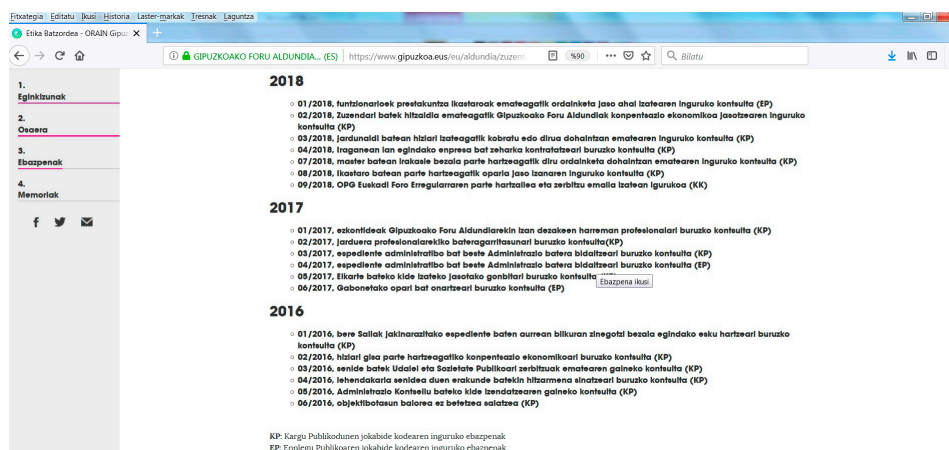 Fitxategia Editatu Ikusi Historia Laster-markak Tresnak Laguntza
Etika Batzordea - ORAIN Gipuz
GIPUZKOAKO FORU ALDUNDIA... (ES) https://www.gipuzkoa.eus/eu/aldundia/zuzent %90 Bilatu
1.
Eginkizunak
2.
Osaera
3.
Ebazpenak
4.
Memoriak
2018
01/2018, funtzionarioek prestakuntza ikastaroak emateagatik ordainketa jaso ahal izatearen inguruko kontsulta (EP)
02/2018, Zuzendari batek hitzaldia emateagatik Gipuzkoako Foru Aldundiak konpentsazio ekonomikoa jasotzearen inguruko
kontsulta (KP)
03/2018, jardunaldi batean hizlari izateagatik kobratu edo dirua dohaintzan ematearen inguruko kontsulta (KP)
04/2018, iraganean lan egindako enpresa bat zeharka kontratatzeari buruzko kontsulta (KP)
07/2018, master batean irakasle bezala parte hartzeagatik diru ordainketa dohaintzan ematearen inguruko kontsulta (KP)
08/2018, ikastaro batean parte hartzeagatik oparia jaso izanaren inguruko kontsulta (KP)
09/2018, OPG Euskadi Foro Erregularraren parte hartzailea eta zerbitzu emaila izatean igurukoa (KK)
2017
01/2017, ezkontideak Gipuzkoako Foru Aldundiarekin izan dezakeen harreman profesionalari buruzko kontsulta (KP)
02/2017, jarduera profesionalarekiko bateragarritasunari buruzko kontsulta(KP)
03/2017, espediente administratibo bat beste Administrazio batera bidaltzeari buruzko kontsulta (KP)
04/2017, espediente administratibo bat beste Administrazio batera bidaltzeari buruzko kontsulta (EP)
05/2017, Elkarte bateko kide izateko jasotako gonbitari buruzko kontsulta
Ebazpena ikusi
06/2017, Gabonetako opari bat onartzeari buruzko kontsulta (EP)
2016
01/2016, bere Sailak jakinarazitako espediente baten aurrean bilkuran zinegotzi bezala egindako esku hartzeari buruzko
kontsulta (KP)
02/2016, hizlari gisa parte hartzeagatiko konpentsazio ekonomikoari buruzko kontsulta (KP)
03/2016, senide batek Udalei eta Sozietate Publikoari zerbitzuak ematearen gaineko kontsulta (KP)
04/2016, lehendakaria senidea duen erakunde batekin hitzarmena sinatzeari buruzko kontsulta (KP)
05/2016, Administrazio Kontseilu bateko kide izendatzearen gaineko kontsulta (KP)
06/2016, objektibotasun balorea ez betetzea salatzea (KP)
KP: Kargu Publikodunen jokabide kodearen inguruko ebazpenak
EP: Enplegu Publikoaren jokabide kodearen inguruko ebazpenak